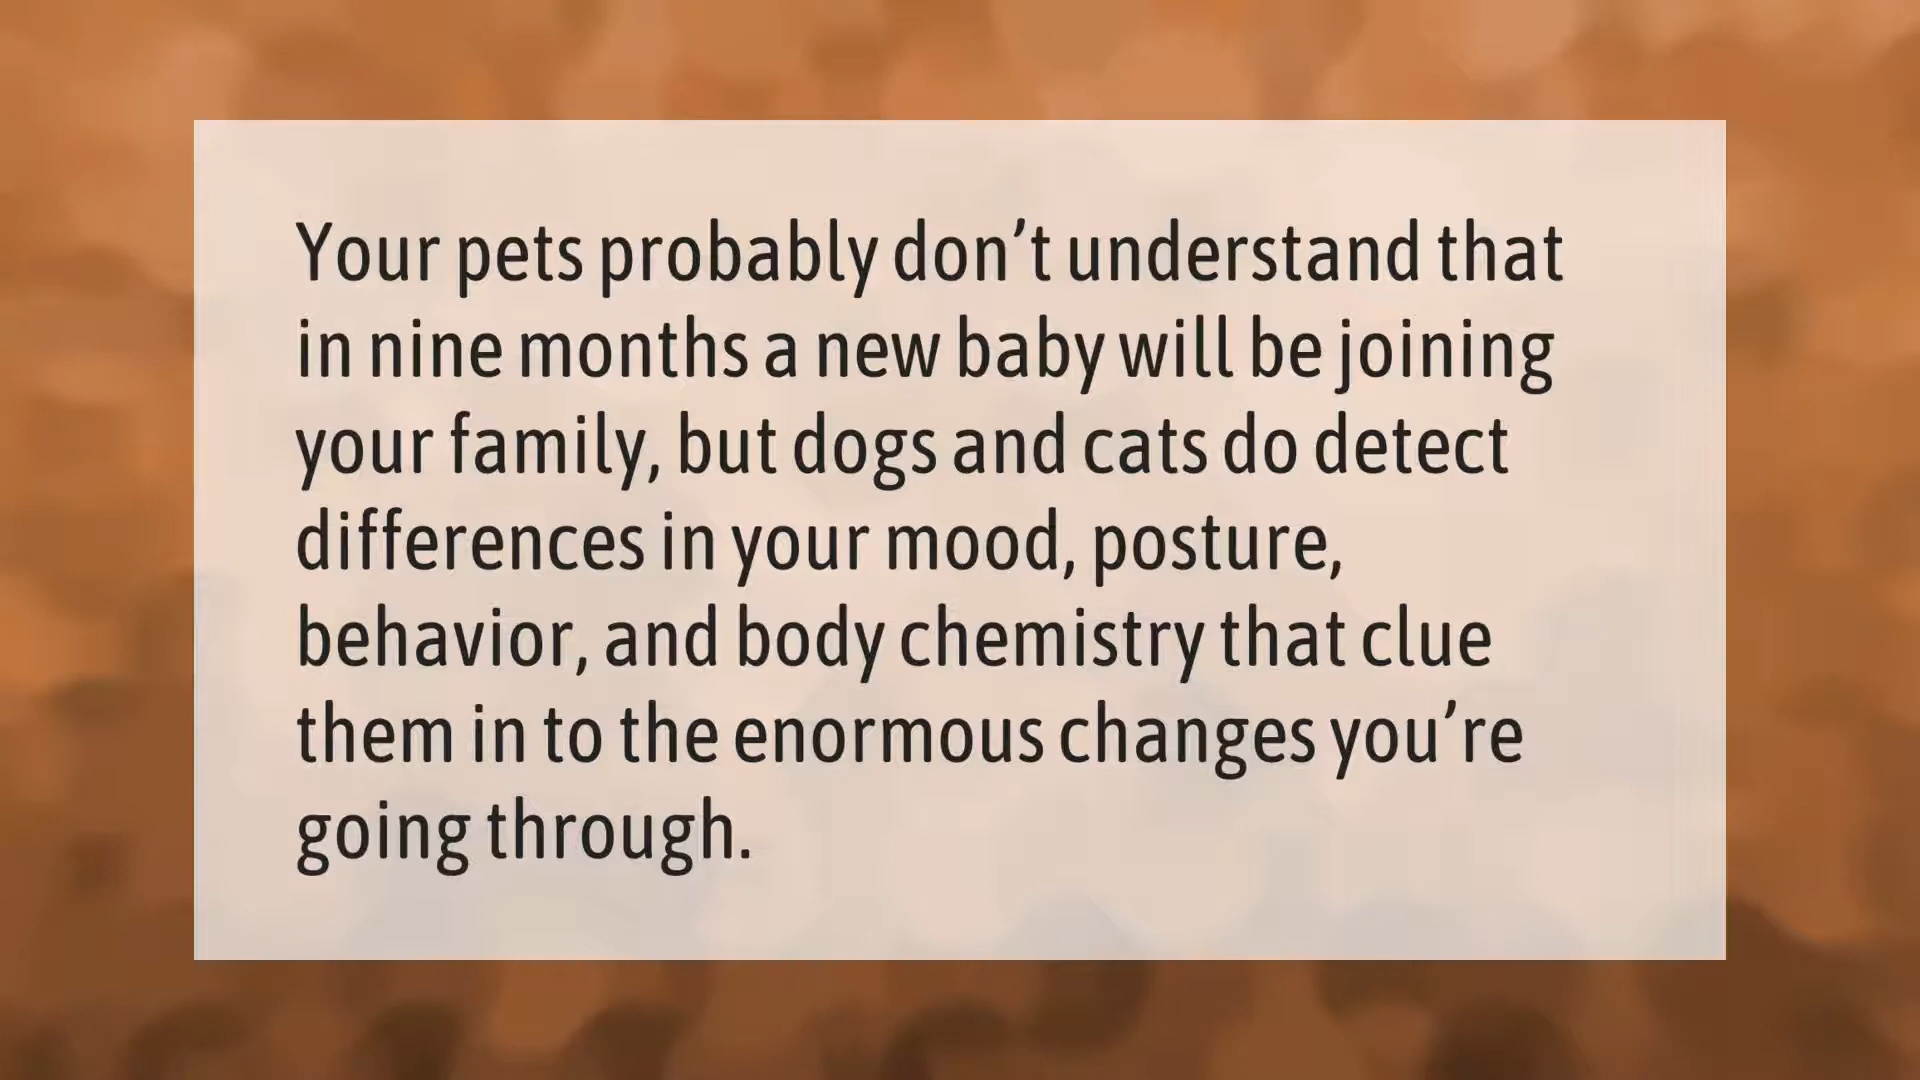 Your pets probably don’t understand that
in nine months a new baby will be joining
your family, but dogs and cats do detect
differences in your mood, posture,
behavior, and body chemistry that clue
them in to the enormous changes you’re
going through.